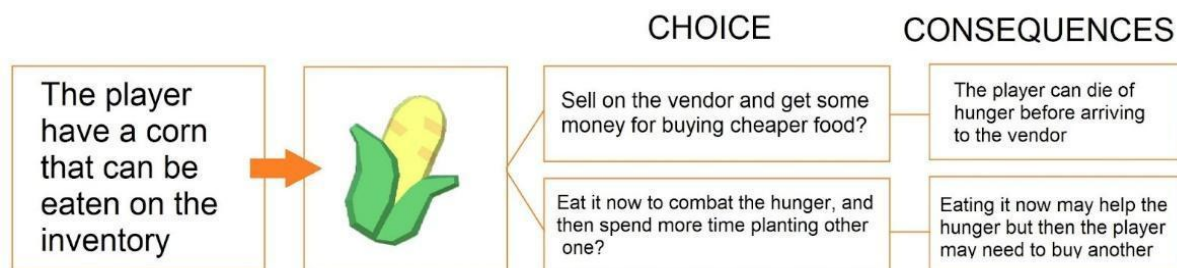 CHOICE
CONSEQUENCES
The player
have a corn
that can be
eaten on the
inventory
Sell on the vendor and get some
money for buying cheaper food?
The player can die of
hunger before arriving
to the vendor
Eat it now to combat the hunger, and
then spend more time planting other
one?
Eating it now may help the
hunger but then the player
may need to buy another